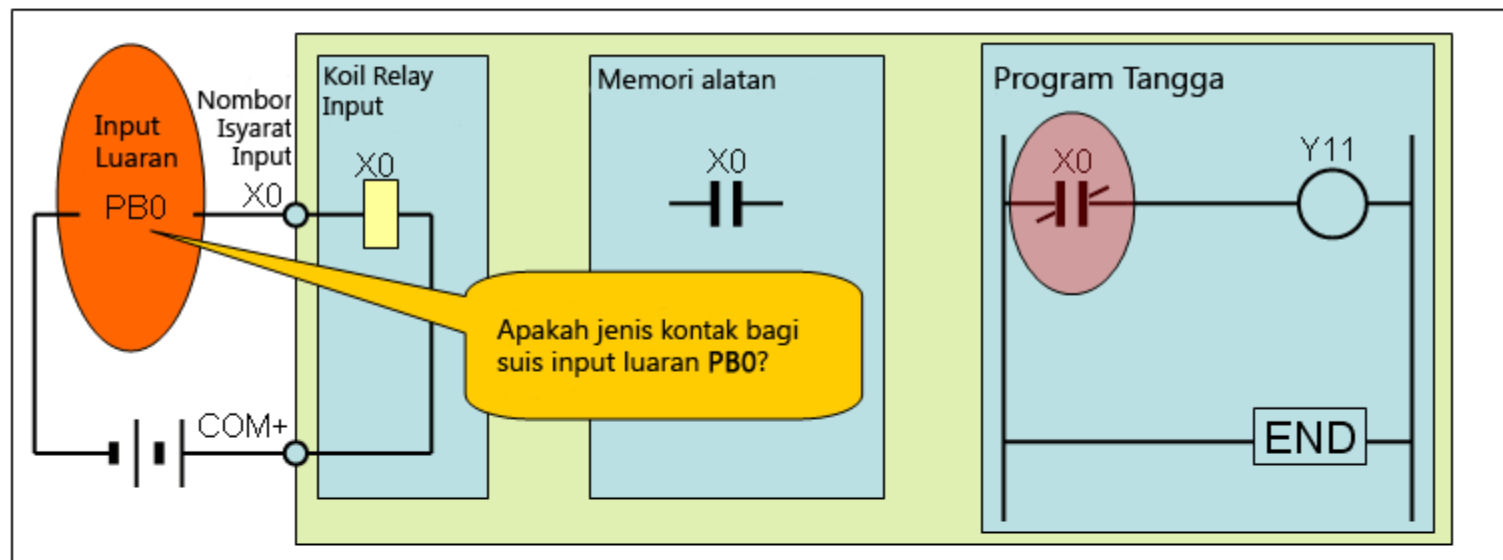 Input
Luaran
PB0
Nombor
Isyarat
Input
X0
COM+
Koil Relay
Input
X0
Memori alatan
X0
Apakah jenis kontak bagi
suis input luaran PB0?
Program Tangga
X0
Y11
END